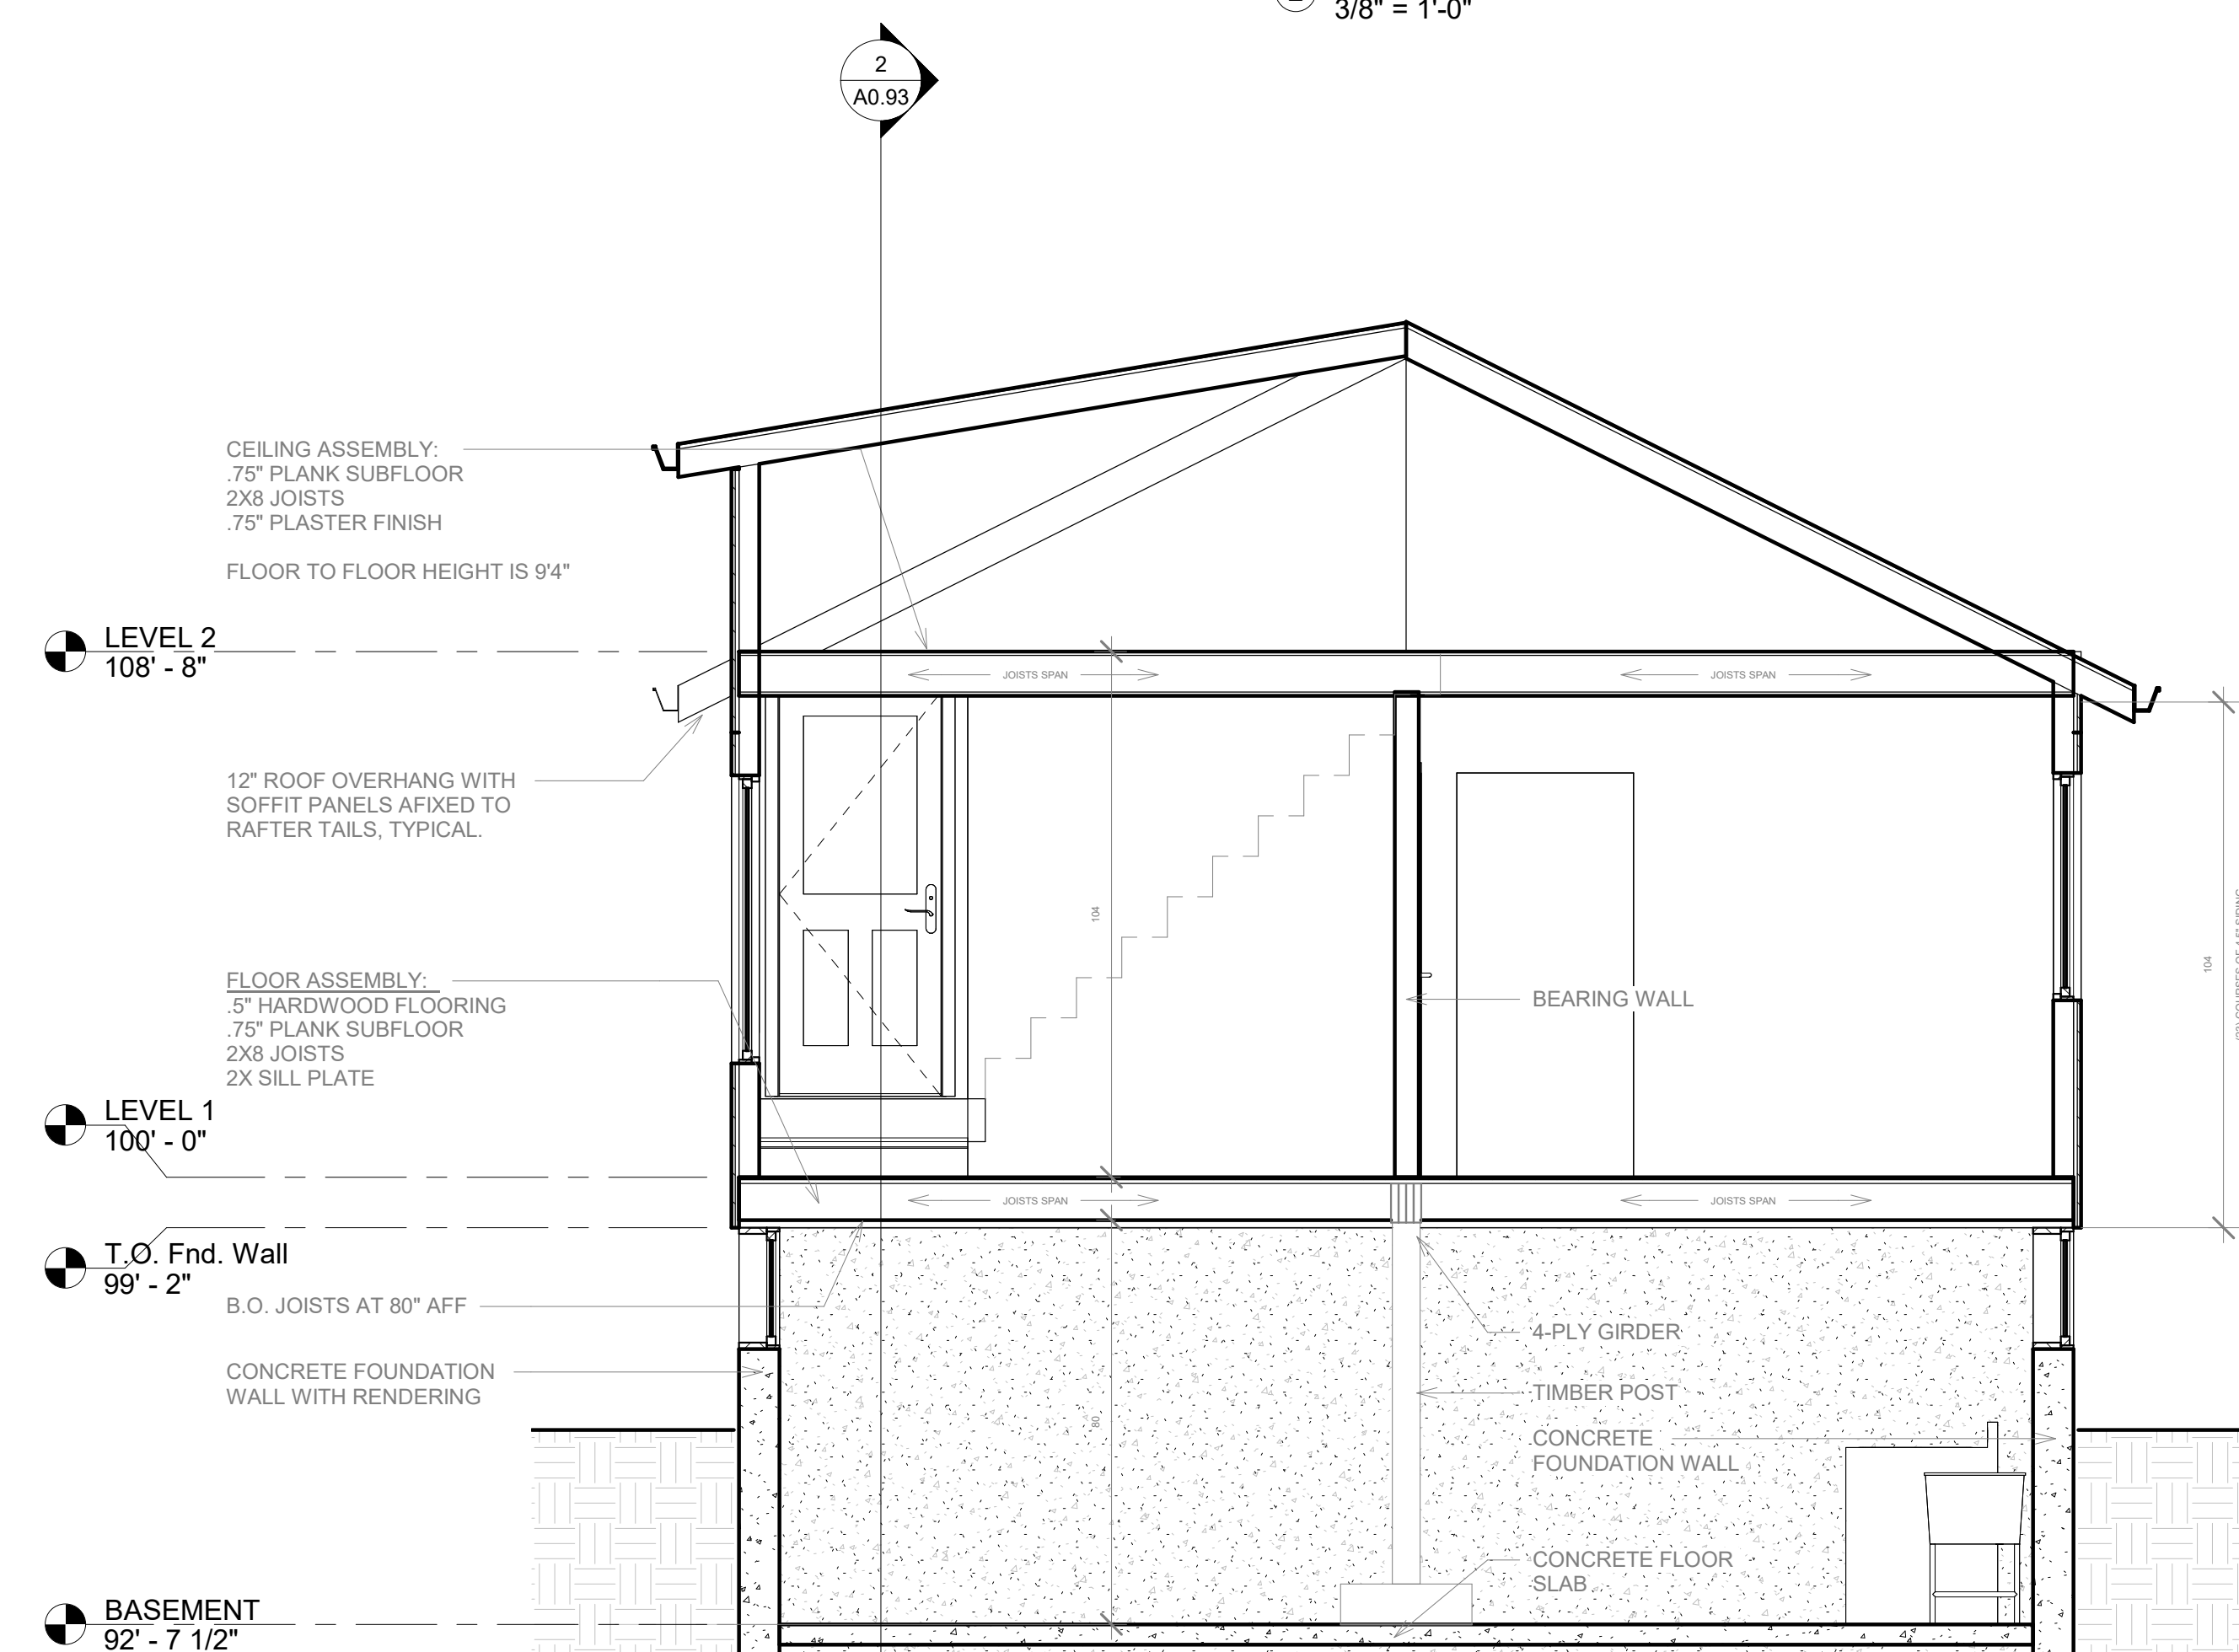 3/8" = 1'-0"
2
A0.93
CEILING ASSEMBLY:
.75" PLANK SUBFLOOR
2X8 JOISTS
.75" PLASTER FINISH
FLOOR TO FLOOR HEIGHT IS 9'4"
LEVEL 2
108' - 8"
JOISTS SPAN
JOISTS SPAN
12" ROOF OVERHANG WITH
SOFFIT PANELS AFIXED TO
RAFTER TAILS, TYPICAL.
104
104
FLOOR ASSEMBLY:
.5" HARDWOOD FLOORING
.75" PLANK SUBFLOOR
2X8 JOISTS
2X SILL PLATE
BEARING WALL
LEVEL 1
100' - 0"
JOISTS SPAN
JOISTS SPAN
T.O. Fnd. Wall
99' - 2"
B.O. JOISTS AT 80" AFF
4-PLY GIRDER
CONCRETE FOUNDATION
WALL WITH RENDERING
TIMBER POST
80
CONCRETE
FOUNDATION WALL
CONCRETE FLOOR
SLAB
BASEMENT
92' - 7 1/2"